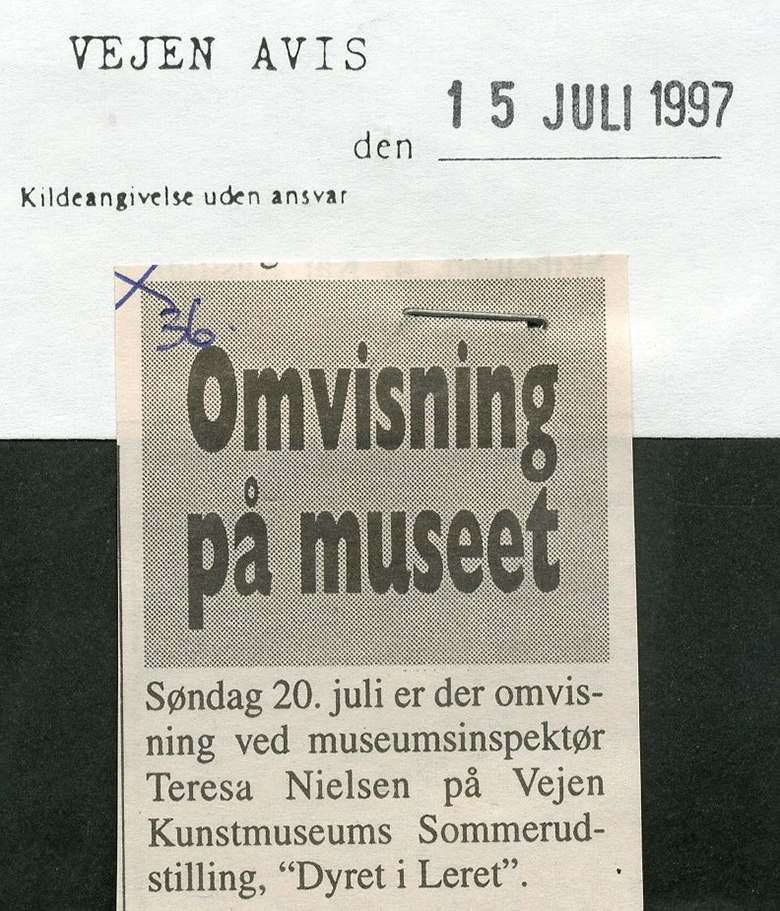 VEJEN AVIS
15 JULI 1997
den
Kildeangivelse uden ansvar
36.
Omvisning
på museet
Søndag 20. juli er der omvis-
ning ved museumsinspektør
Teresa Nielsen på Vejen
Kunstmuseums Sommerud-
stilling, “Dyret i Leret”.